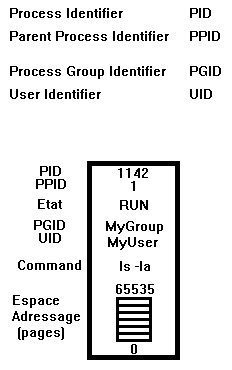 Process Identifier PID
Parent Process Identifier PPID
Process Group Identifier PGID
User Identifier UID
PID 1142
PPID 1
Etat RUN
PGID MyGroup
UID MyUser
Command ls -la
65535
Espace
Adressage
(pages)
0